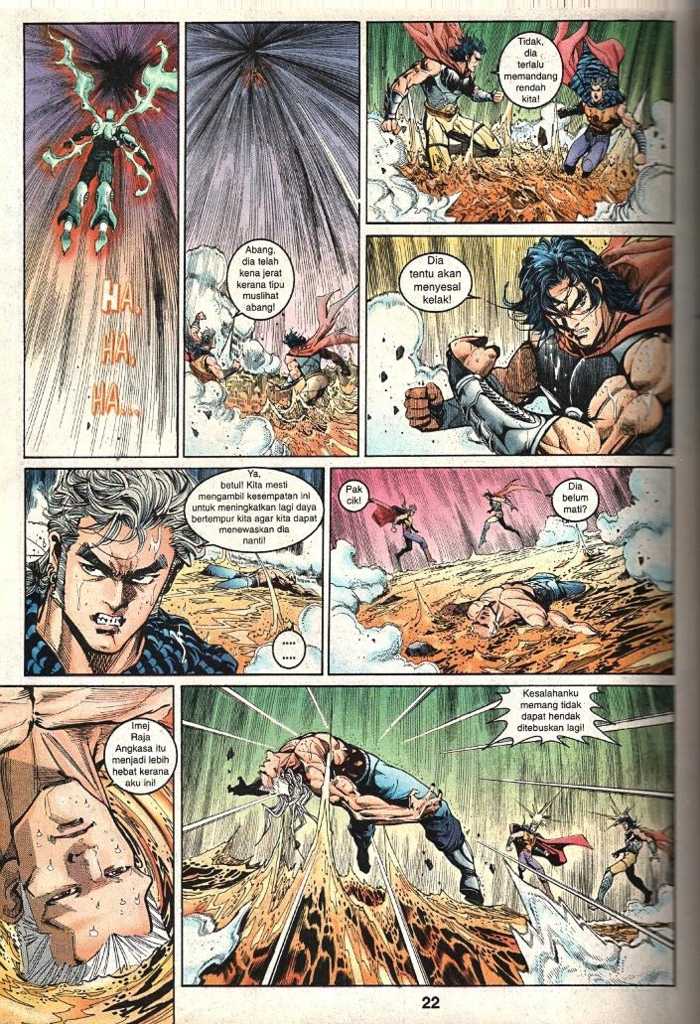 HA,
HA,
HA...
Abang,
dia telah
kena jerat
kerana tipu
muslihat
abang!
Tidak,
dia
terlalu
memandang
rendah
kita!
Dia
tentu akan
menyesal
kelak!
Ya,
betul! Kita mesti
mengambil kesempatan ini
untuk meningkatkan lagi daya
bertempur kita agar kita dapat
menewaskan dia
nanti!
....
....
Pak
cik!
Dia
belum
mati?
Imej
Raja
Angkasa itu
menjadi lebih
hebat kerana
aku ini!
Kesalahanku
memang tidak
dapat hendak
ditebuskan lagi!
22